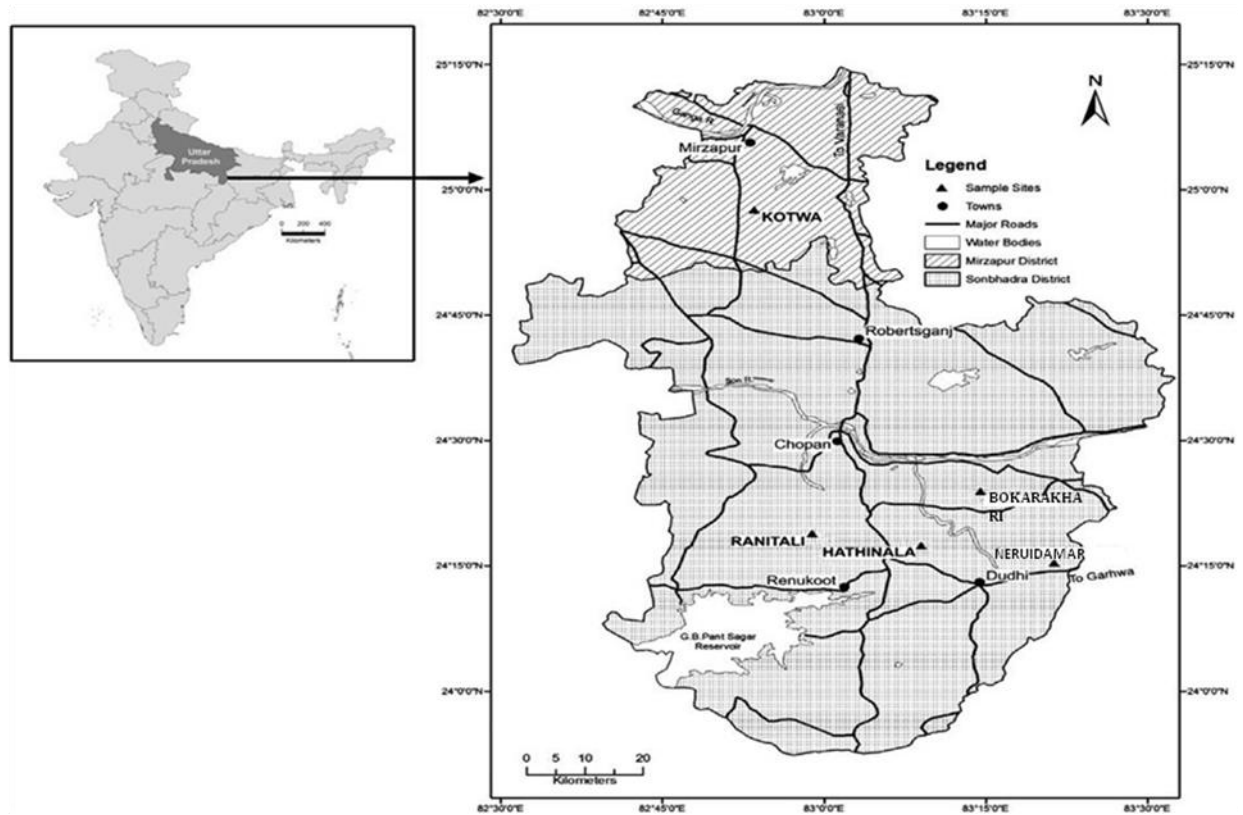 Utter
Pradesh
0 200 400
Kilometers
82°30'0"E 82°45'0"E 83°0'0"E 83°15'0"E 83°30'0"E
25°15'0"N
25°15'0"N
25°0'0"N
25°0'0"N
24°45'0"N
24°45'0"N
24°30'0"N
24°30'0"N
24°15'0"N
24°15'0"N
24°0'0"N
24°0'0"N
N
Ganga R.
To Varanasi
Mirzapur
KOTWA
Legend
Sample Sites
Towns
Major Roads
Water Bodies
Mirzapur District
Sonbhadra District
Robertsganj
Son R.
Chopan
BOKARAKHA
RI
RANITALI
HATHINALA
NERUIDAMAR
Renukoot
Dudhi
To Garhwa
G.B.Pant Sagar
Reservoir
0 5 10 20
Kilometers
82°30'0"E 82°45'0"E 83°0'0"E 83°15'0"E 83°30'0"E